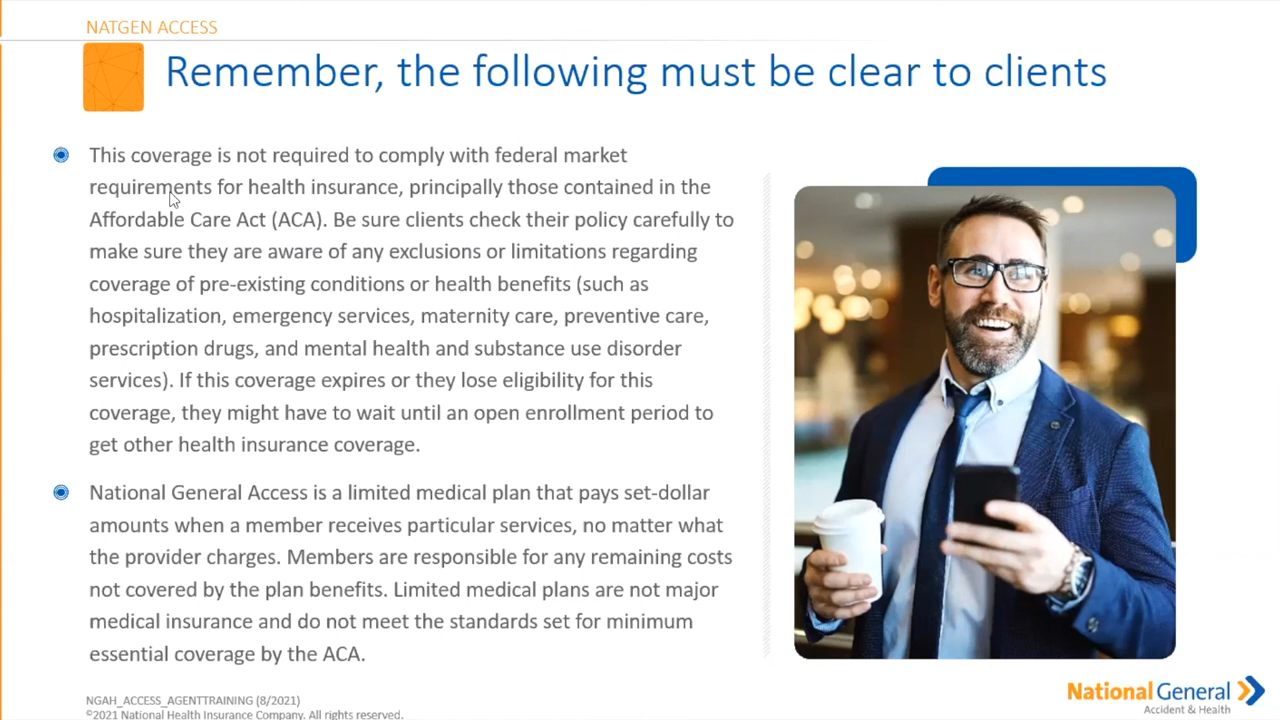 NATGEN ACCESS
Remember, the following must be clear to clients
This coverage is not required to comply with federal market
requirements for health insurance, principally those contained in the
Affordable Care Act (ACA). Be sure clients check their policy carefully to
make sure they are aware of any exclusions or limitations regarding
coverage of pre-existing conditions or health benefits (such as
hospitalization, emergency services, maternity care, preventive care,
prescription drugs, and mental health and substance use disorder
services). If this coverage expires or they lose eligibility for this
coverage, they might have to wait until an open enrollment period to
get other health insurance coverage.
National General Access is a limited medical plan that pays set-dollar
amounts when a member receives particular services, no matter what
the provider charges. Members are responsible for any remaining costs
not covered by the plan benefits. Limited medical plans are not major
medical insurance and do not meet the standards set for minimum
essential coverage by the ACA.
NGAH_ACCESS_AGENTTRAINING (8/2021)
©2021 National Health Insurance Company. All rights reserved.
National General
Accident & Health